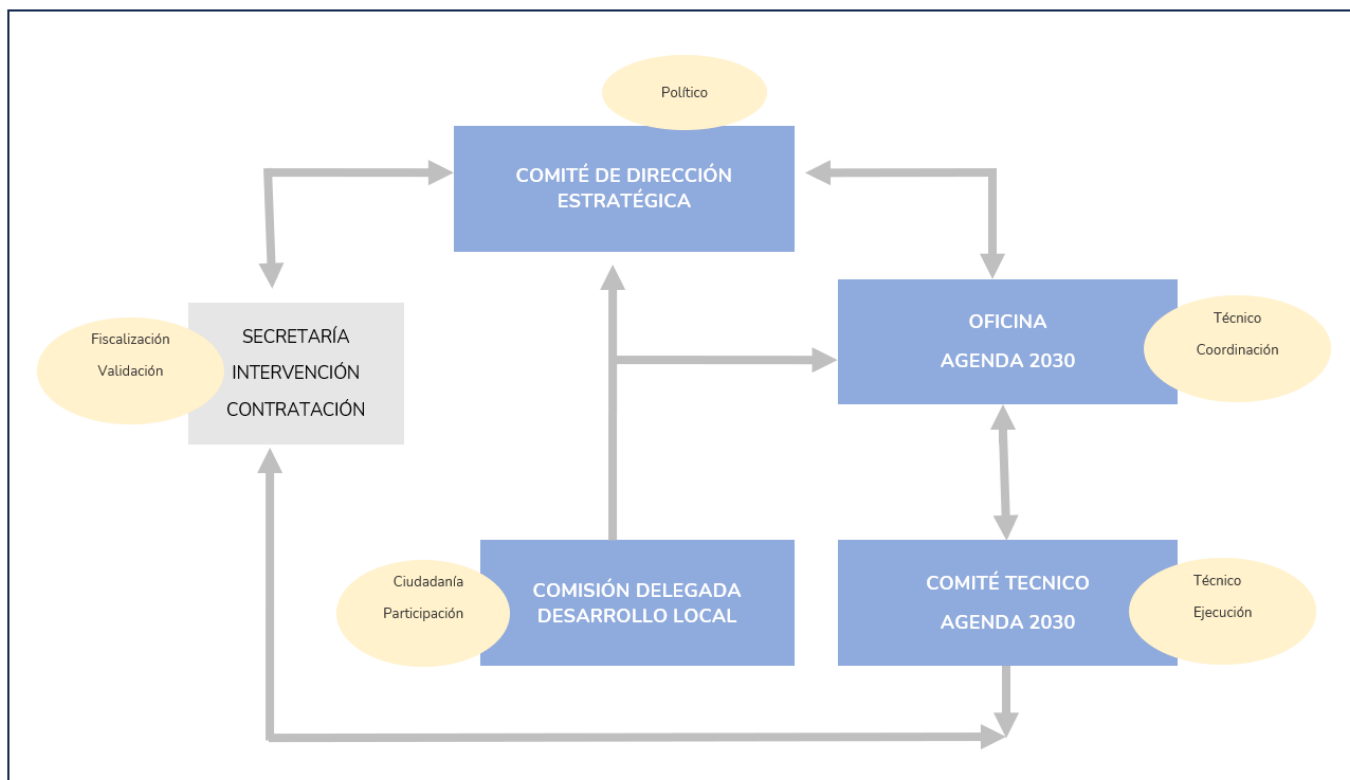 Político
COMITÉ DE DIRECCIÓN
ESTRATÉGICA
OFICINA
AGENDA 2030
Técnico
Coordinación
Fiscalización
Validación
SECRETARÍA
INTERVENCIÓN
CONTRATACIÓN
Ciudadanía
Participación
COMISIÓN DELEGADA
DESARROLLO LOCAL
COMITÉ TECNICO
AGENDA 2030
Técnico
Ejecución